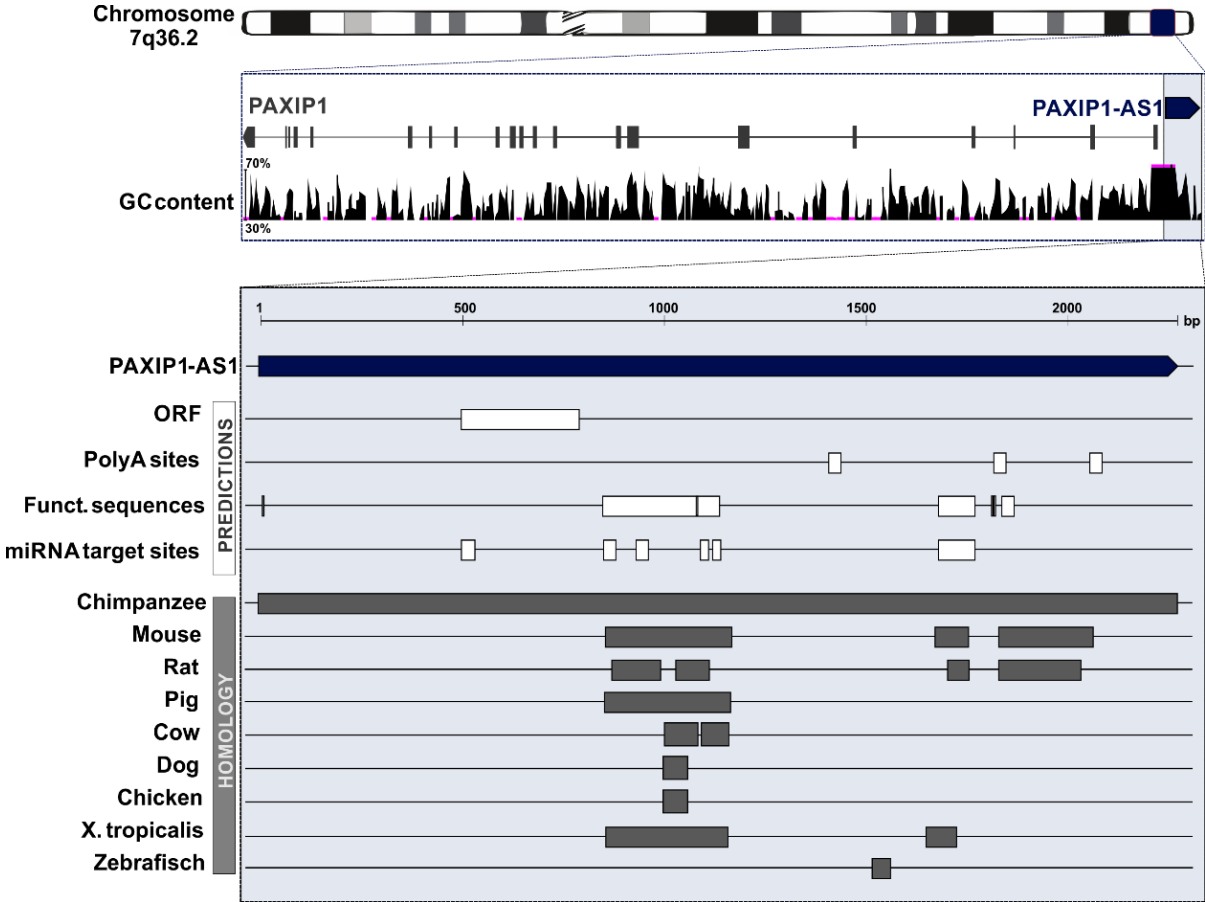 Chromosome
7q36.2
PAXIP1
PAXIP1-AS1
70%
GC content
30%
1 500 1000 1500 2000 bp
PAXIP1-AS1
PREDICTIONS
ORF
PolyA sites
Funct. sequences
miRNA target sites
HOMOLOGY
Chimpanzee
Mouse
Rat
Pig
Cow
Dog
Chicken
X. tropicalis
Zebrafisch